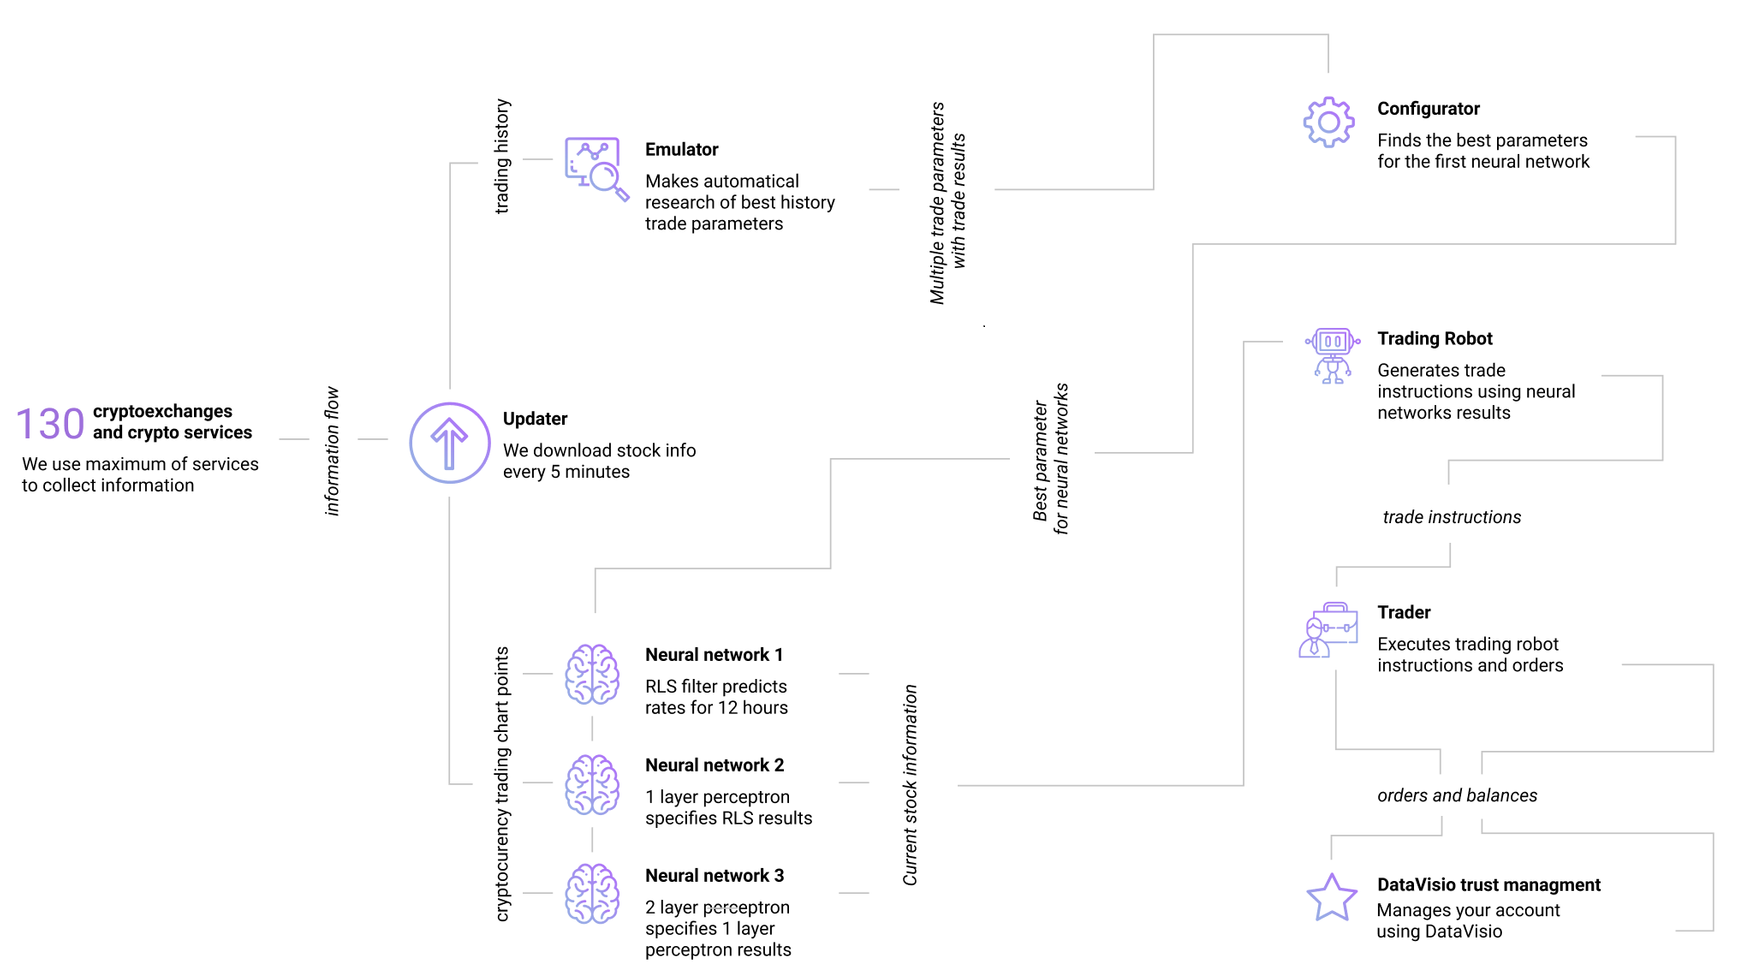 130
cryptoexchanges
and crypto services
We use maximum of services
to collect information
information flow
Updater
We download stock info
every 5 minutes
trading history
Emulator
Makes automatical
research of best history
trade parameters
Multiple trade parameters
with trade results
Configurator
Finds the best parameters
for the first neural network
Best parameter
for neural networks
cryptocurency trading chart points
Neural network 1
RLS filter predicts
rates for 12 hours
Neural network 2
1 layer perceptron
specifies RLS results
Neural network 3
2 layer perceptron
specifies 1 layer
perceptron results
Current stock information
Trading Robot
Generates trade
instructions using neural
networks results
trade instructions
Trader
Executes trading robot
instructions and orders
orders and balances
DataVisio trust managment
Manages your account
using DataVisio